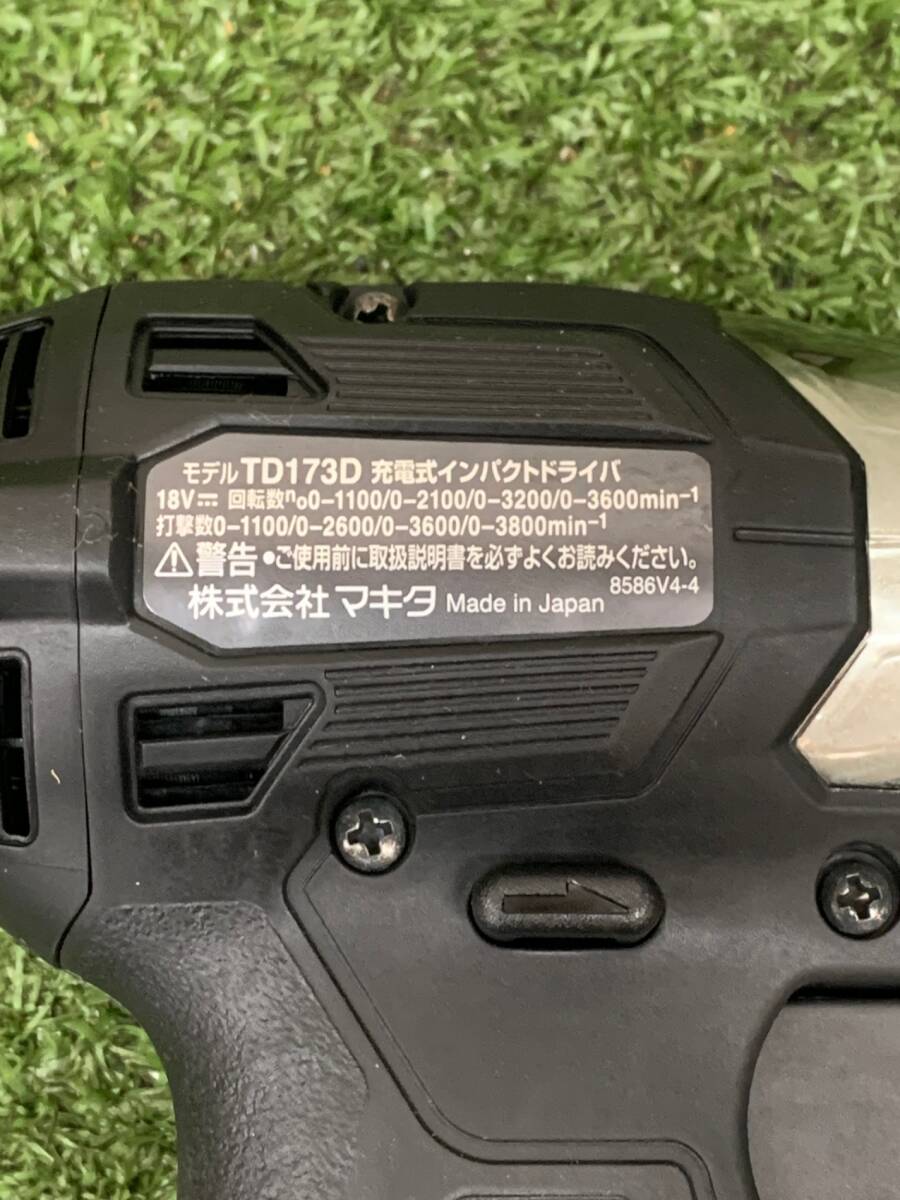 モデル TD173D 充電式インパクトドライバ
18V⎓ 回転数n₀0-1100/0-2100/0-3200/0-3600min⁻¹
打撃数0-1100/0-2600/0-3600/0-3800min⁻¹
⚠警告 ●ご使用前に取扱説明書を必ずよくお読みください。
8586V4-4
株式会社 マキタ Made in Japan